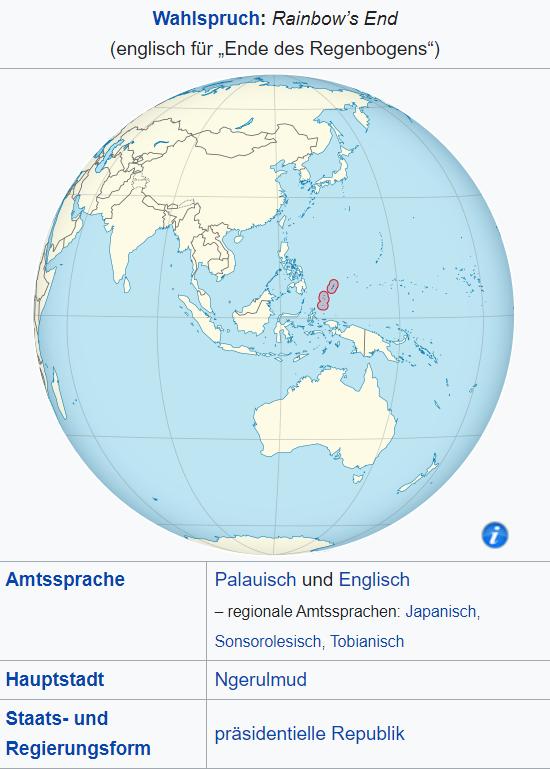 Wahlspruch: Rainbow’s End
(englisch für „Ende des Regenbogens“)
Amtssprache
Palauisch und Englisch
– regionale Amtssprachen: Japanisch,
Sonsorolesisch, Tobianisch
Hauptstadt
Ngerulmud
Staats- und
Regierungsform
präsidentielle Republik